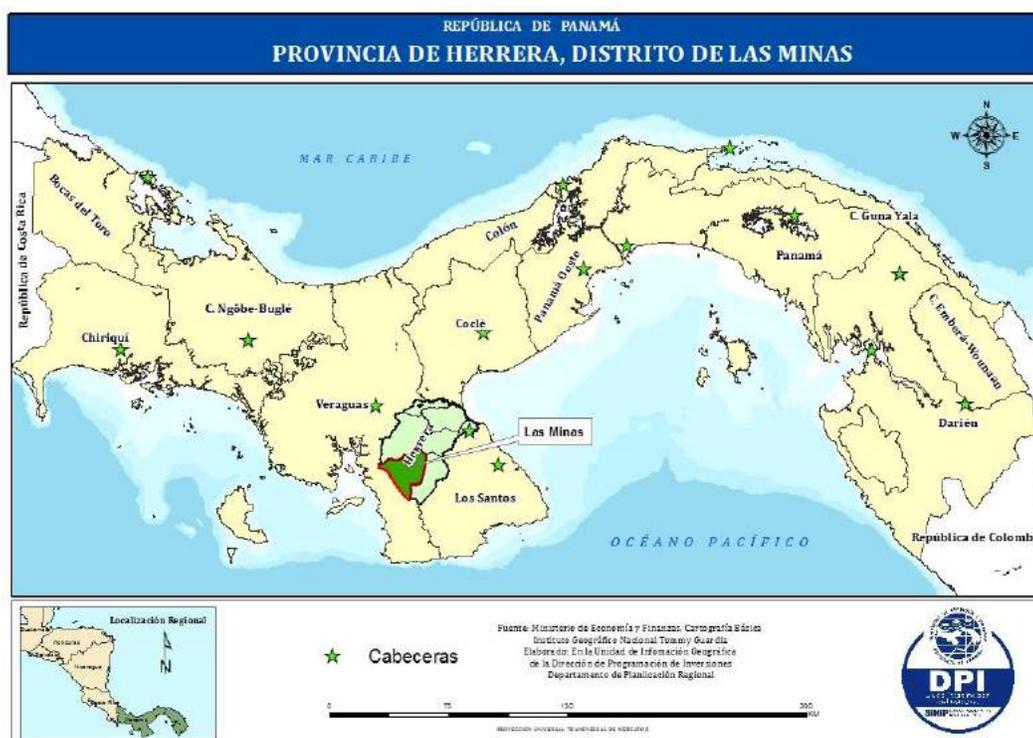 REPÚBLICA DE PANAMÁ
PROVINCIA DE HERRERA, DISTRITO DE LAS MINAS
N
W E
S
MAR CARIBE
República de Costa Rica
Bocas del Toro
Colón
C. Guna Yala
Panamá
Panamá Oeste
C. Ngöbe-Buglé
Coclé
Chiriquí
C. Emberá-Wounaan
Veraguas
Darién
Herrera
Las Minas
Los Santos
OCÉANO PACÍFICO
República de Colomb
Localización Regional
N
Honduras
Nicaragua
Cabeceras
Fuente: Ministerio de Economía y Finanzas. Cartografía Básica
Instituto Geográfico Nacional Tommy Guardia
Elaborado: En la Unidad de Infomación Geográfica
de la Dirección de Programación de Inversiones
Departamento de Planificación Regional
0 75 150 300
KM
DPI
SINIP